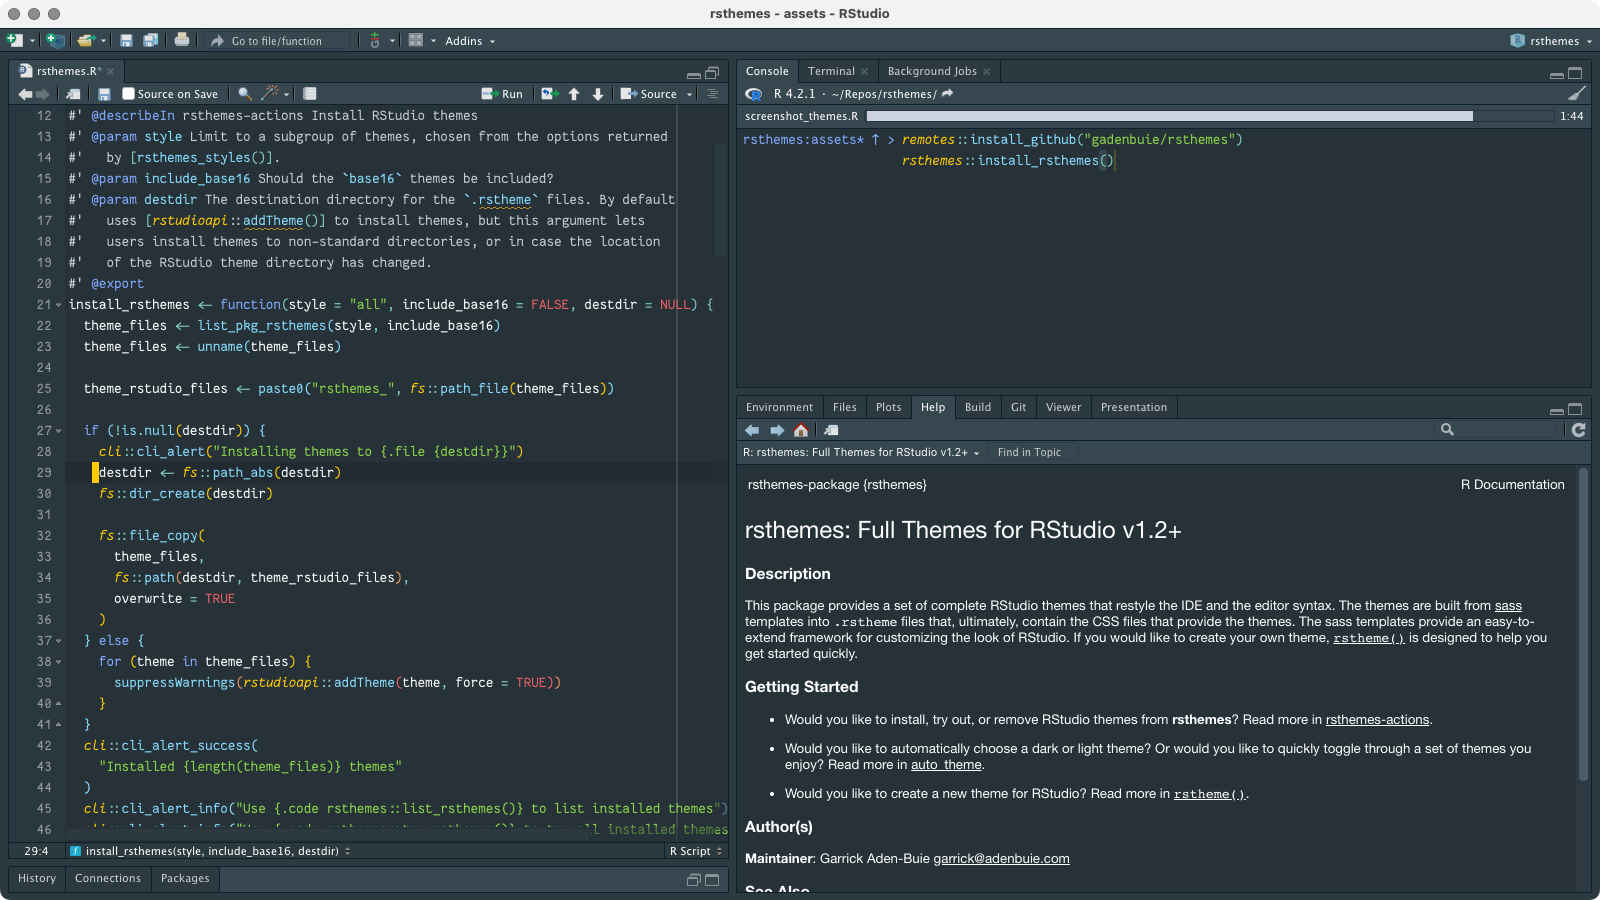 rsthemes - assets - RStudio
Go to file/function
Addins
rsthemes
rsthemes.R*
Source on Save
Run
Source
12 #' @describeIn rsthemes-actions Install RStudio themes
13 #' @param style Limit to a subgroup of themes, chosen from the options returned
14 #'   by [rsthemes_styles()].
15 #' @param include_base16 Should the `base16` themes be included?
16 #' @param destdir The destination directory for the `.rstheme` files. By default
17 #'   uses [rstudioapi::addTheme()] to install themes, but this argument lets
18 #'   users install themes to non-standard directories, or in case the location
19 #'   of the RStudio theme directory has changed.
20 #' @export
21 install_rsthemes <- function(style = "all", include_base16 = FALSE, destdir = NULL) {
22   theme_files <- list_pkg_rsthemes(style, include_base16)
23   theme_files <- unname(theme_files)
24
25   theme_rstudio_files <- paste0("rsthemes_", fs::path_file(theme_files))
26
27   if (!is.null(destdir)) {
28     cli::cli_alert("Installing themes to {.file {destdir}}")
29     destdir <- fs::path_abs(destdir)
30     fs::dir_create(destdir)
31
32     fs::file_copy(
33       theme_files,
34       fs::path(destdir, theme_rstudio_files),
35       overwrite = TRUE
36     )
37   } else {
38     for (theme in theme_files) {
39       suppressWarnings(rstudioapi::addTheme(theme, force = TRUE))
40     }
41   }
42   cli::cli_alert_success(
43     "Installed {length(theme_files)} themes"
44   )
45   cli::cli_alert_info("Use {.code rsthemes::list_rsthemes()} to list installed themes")
46
29:4
install_rsthemes(style, include_base16, destdir)
R Script
History
Connections
Packages
Console
Terminal
Background Jobs
R 4.2.1 · ~/Repos/rsthemes/
screenshot_themes.R
1:44
rsthemes:assets* ↑ > remotes::install_github("gadenbuie/rsthemes")
rsthemes::install_rsthemes()
Environment
Files
Plots
Help
Build
Git
Viewer
Presentation
R: rsthemes: Full Themes for RStudio v1.2+
Find in Topic
rsthemes-package {rsthemes}
R Documentation
rsthemes: Full Themes for RStudio v1.2+
Description
This package provides a set of complete RStudio themes that restyle the IDE and the editor syntax. The themes are built from sass
templates into .rstheme files that, ultimately, contain the CSS files that provide the themes. The sass templates provide an easy-to-
extend framework for customizing the look of RStudio. If you would like to create your own theme, rstheme() is designed to help you
get started quickly.
Getting Started
• Would you like to install, try out, or remove RStudio themes from rsthemes? Read more in rsthemes-actions.
• Would you like to automatically choose a dark or light theme? Or would you like to quickly toggle through a set of themes you
enjoy? Read more in auto_theme.
• Would you like to create a new theme for RStudio? Read more in rstheme().
Author(s)
Maintainer: Garrick Aden-Buie garrick@adenbuie.com
See Also